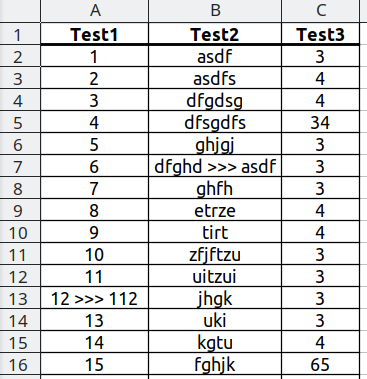 A B C
1 Test1 Test2 Test3
2 1 asdf 3
3 2 asdfs 4
4 3 dfgdsg 4
5 4 dfsgdfs 34
6 5 ghjgj 3
7 6 dfghd >>> asdf 3
8 7 ghfh 3
9 8 etrze 4
10 9 tirt 4
11 10 zfjftzu 3
12 11 uitzui 3
13 12 >>> 112 jhgk 3
14 13 uki 3
15 14 kgtu 4
16 15 fghjk 65